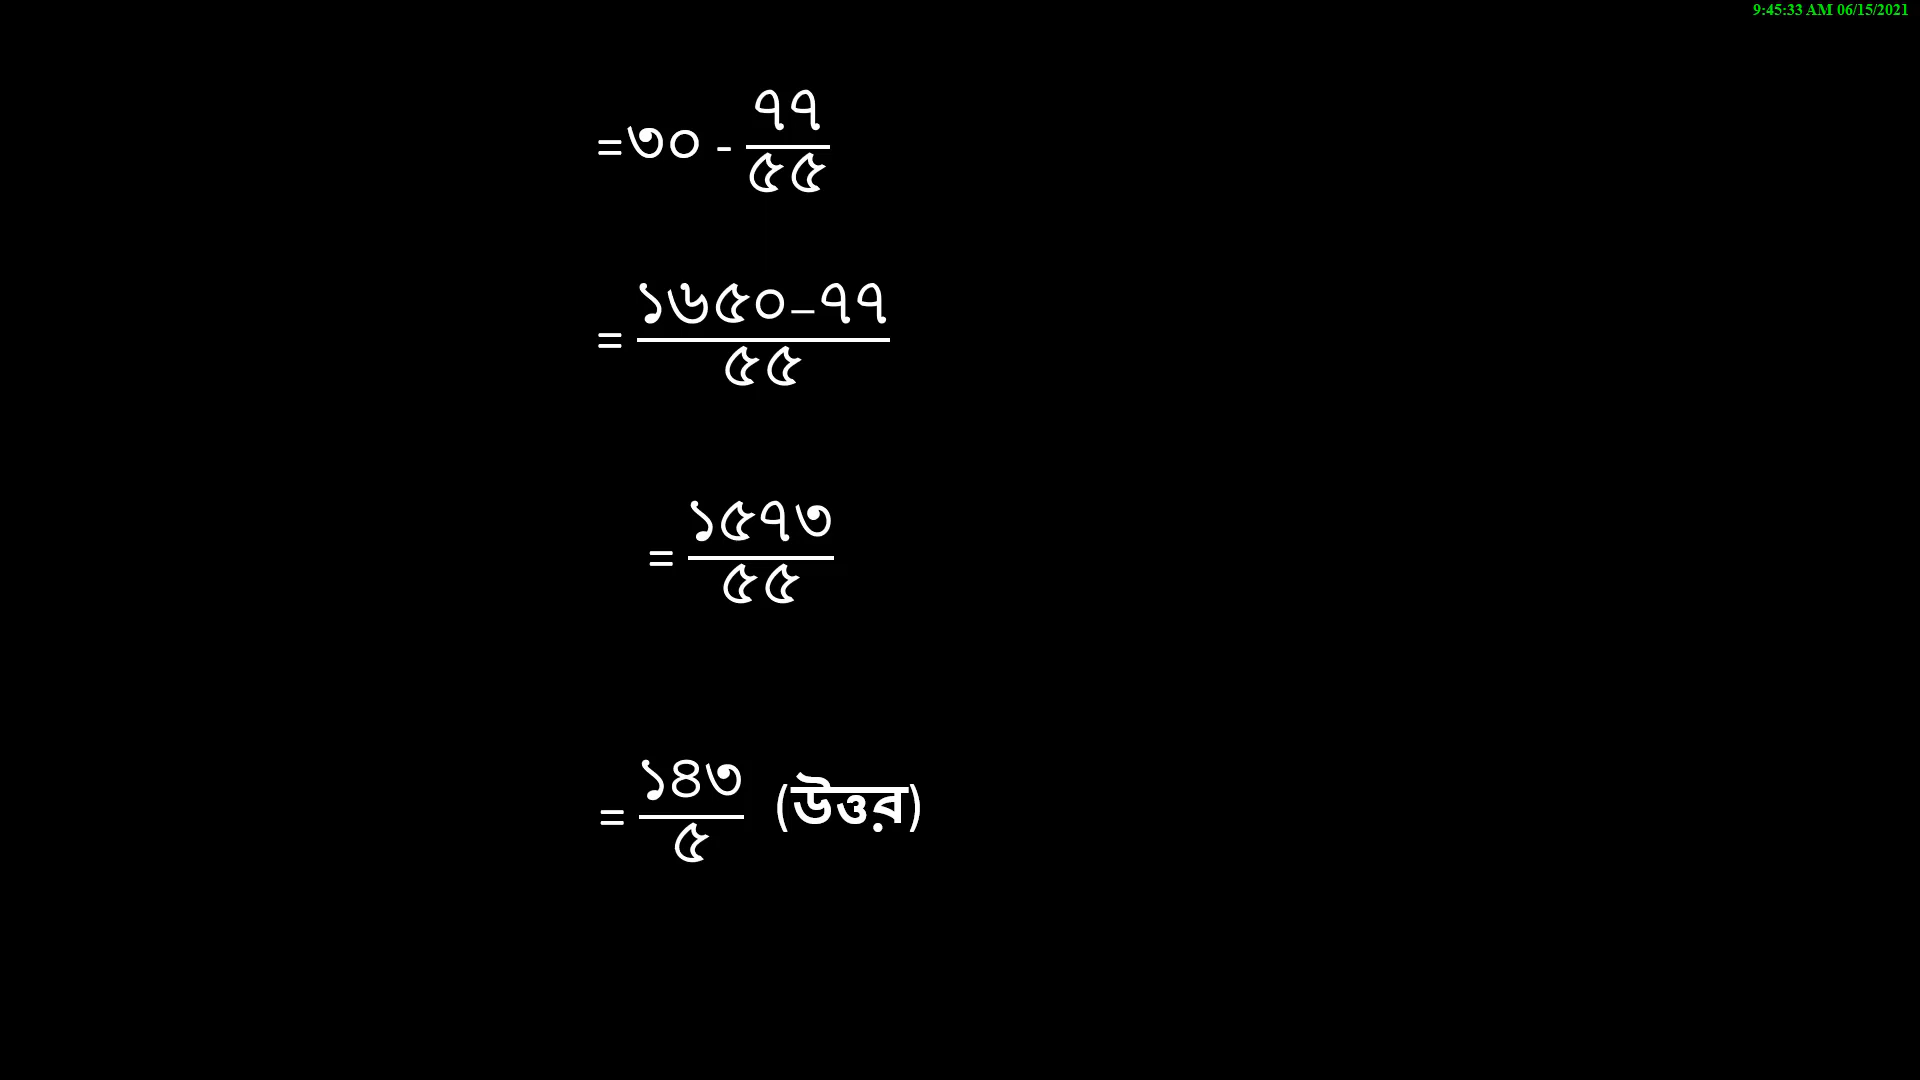 9:45:33 AM 06/15/2021
=৩০ - ৭৭/৫৫
= ১৬৫০–৭৭/৫৫
= ১৫৭৩/৫৫
= ১৪৩/৫ (উত্তর)